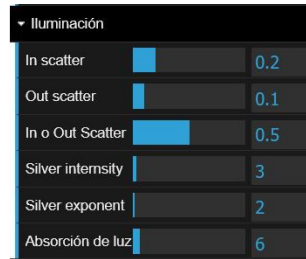 Iluminación
In scatter 0.2
Out scatter 0.1
In o Out Scatter 0.5
Silver internsity 3
Silver exponent 2
Absorción de luz 6